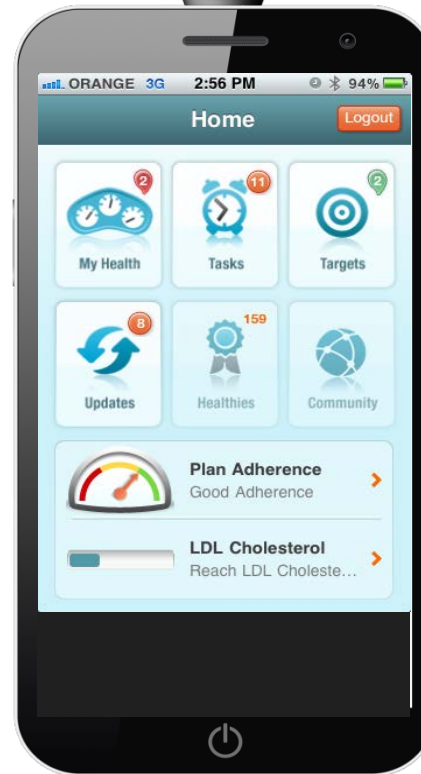 ORANGE 3G 2:56 PM 94%
Home Logout
2 11 2
My Health Tasks Targets
8 159
Updates Healthies Community
Plan Adherence
Good Adherence
LDL Cholesterol
Reach LDL Choleste...